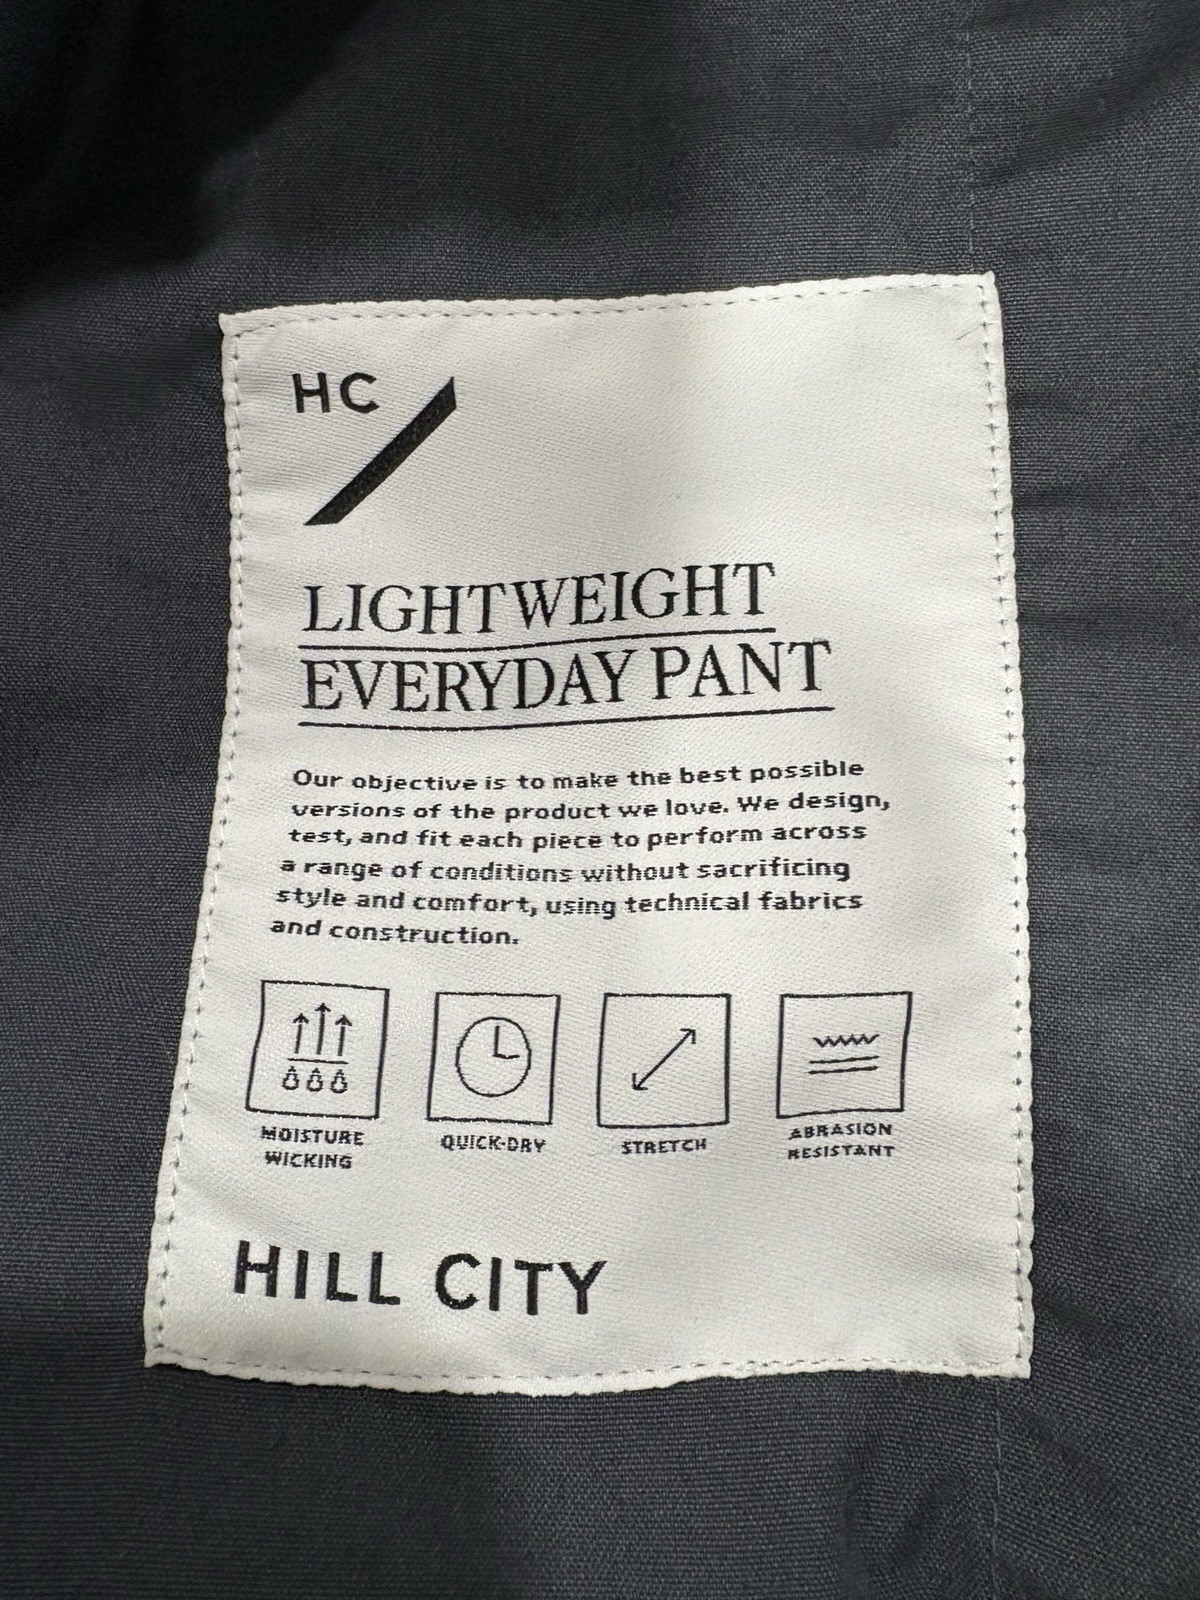 HC
LIGHTWEIGHT
EVERYDAY PANT
Our objective is to make the best possible
versions of the product we love. We design,
test, and fit each piece to perform across
a range of conditions without sacrificing
style and comfort, using technical fabrics
and construction.
MOISTURE
WICKING
QUICK-DRY
STRETCH
ABRASION
RESISTANT
HILL CITY